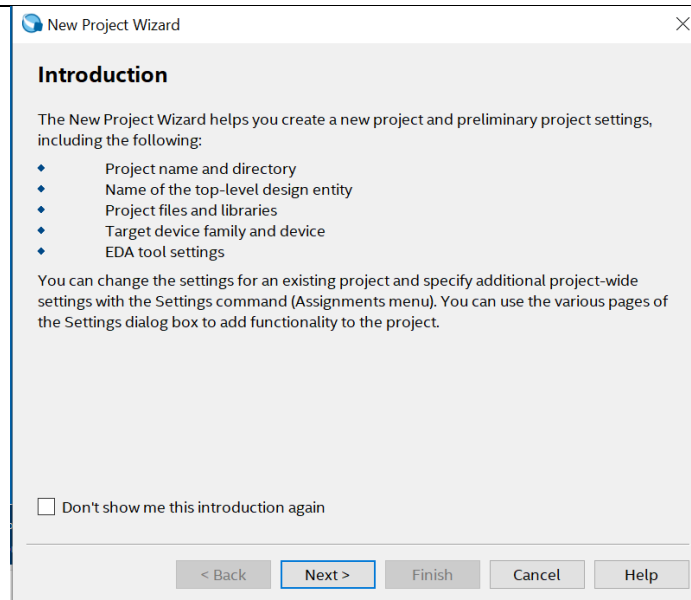 New Project Wizard
Introduction
The New Project Wizard helps you create a new project and preliminary project settings,
including the following:
Project name and directory
Name of the top-level design entity
Project files and libraries
Target device family and device
EDA tool settings
You can change the settings for an existing project and specify additional project-wide
settings with the Settings command (Assignments menu). You can use the various pages of
the Settings dialog box to add functionality to the project.
Don't show me this introduction again
< Back Next > Finish Cancel Help